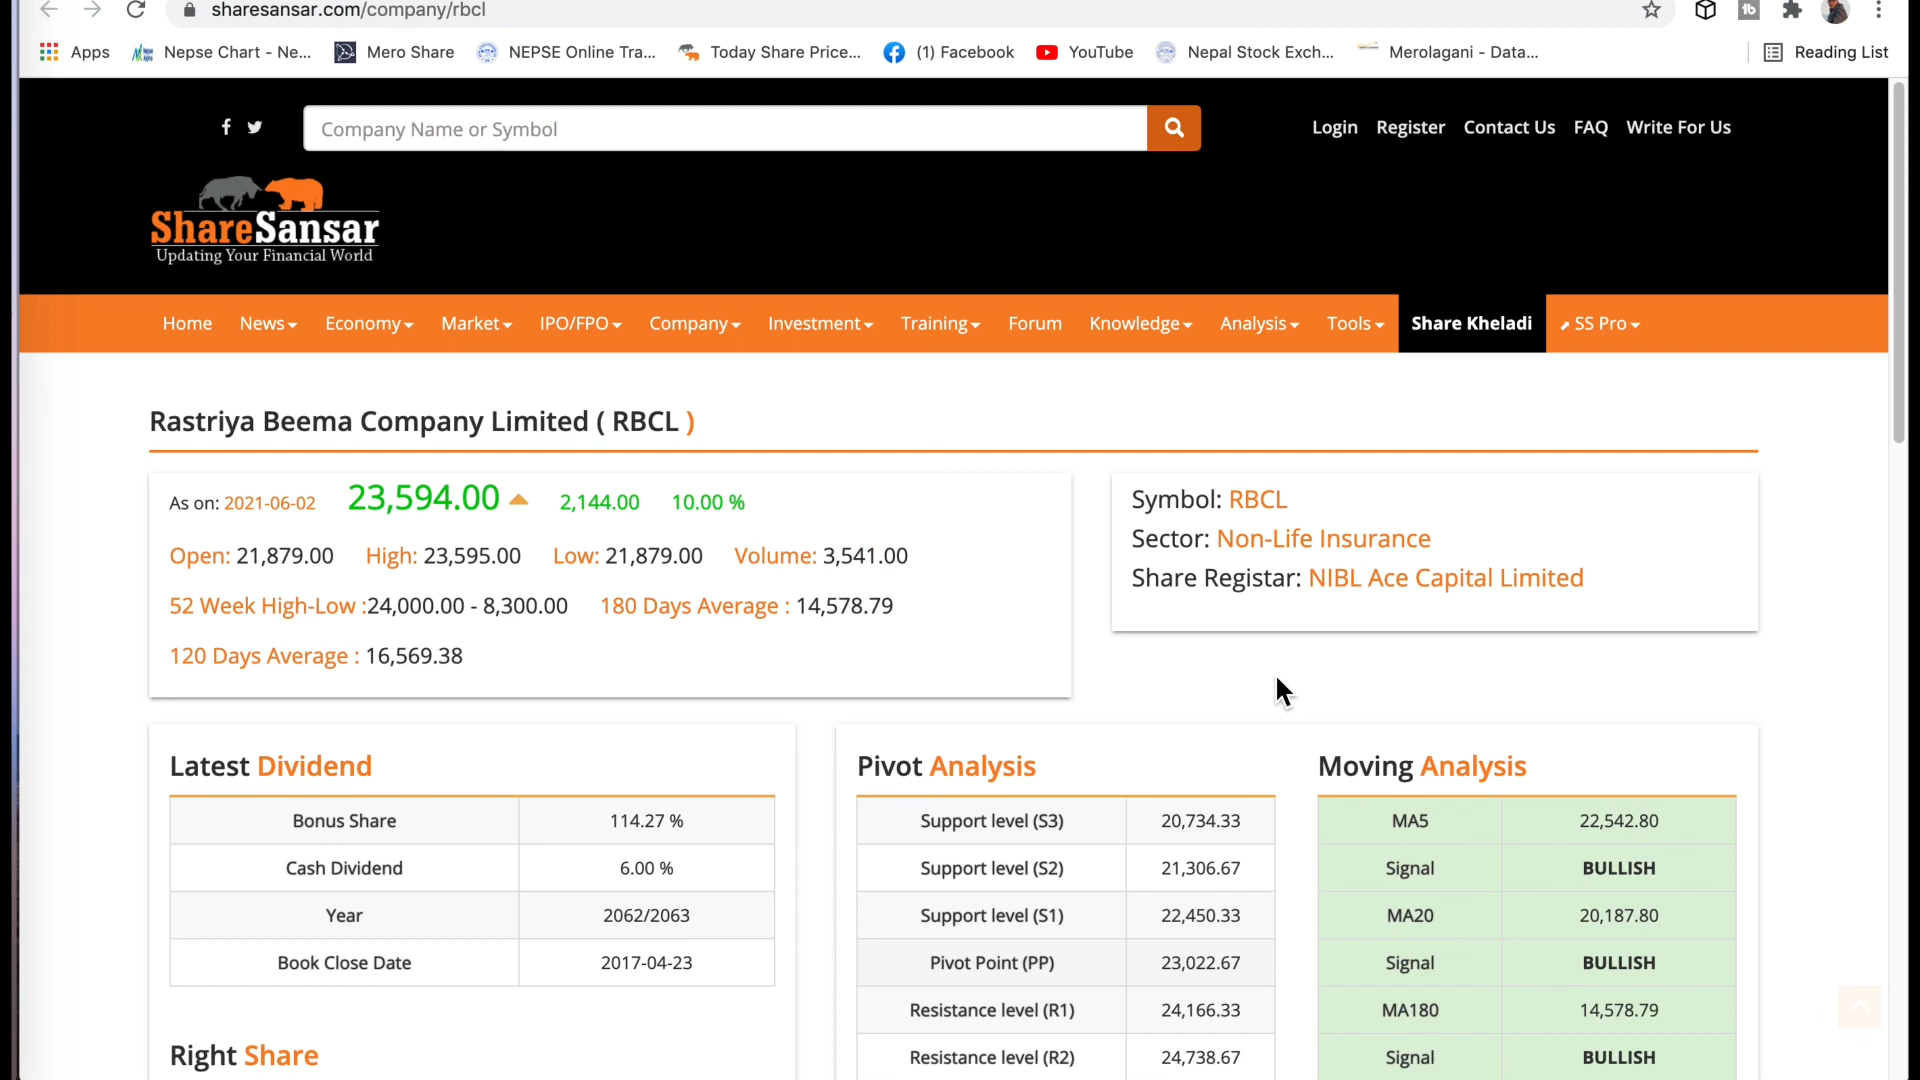 sharesansar.com/company/rbcl
Apps Nepse Chart - Ne... Mero Share NEPSE Online Tra... Today Share Price... (1) Facebook YouTube Nepal Stock Exch... Merolagani - Data... Reading List
Company Name or Symbol
Login Register Contact Us FAQ Write For Us
ShareSansar
Updating Your Financial World
Home News Economy Market IPO/FPO Company Investment Training Forum Knowledge Analysis Tools Share Kheladi SS Pro
Rastriya Beema Company Limited ( RBCL )
As on: 2021-06-02 23,594.00 2,144.00 10.00 %
Open: 21,879.00 High: 23,595.00 Low: 21,879.00 Volume: 3,541.00
52 Week High-Low :24,000.00 - 8,300.00 180 Days Average : 14,578.79
120 Days Average : 16,569.38
Symbol: RBCL
Sector: Non-Life Insurance
Share Registar: NIBL Ace Capital Limited
Latest Dividend
Bonus Share 114.27 %
Cash Dividend 6.00 %
Year 2062/2063
Book Close Date 2017-04-23
Right Share
Pivot Analysis
Support level (S3) 20,734.33
Support level (S2) 21,306.67
Support level (S1) 22,450.33
Pivot Point (PP) 23,022.67
Resistance level (R1) 24,166.33
Resistance level (R2) 24,738.67
Moving Analysis
MA5 22,542.80
Signal BULLISH
MA20 20,187.80
Signal BULLISH
MA180 14,578.79
Signal BULLISH